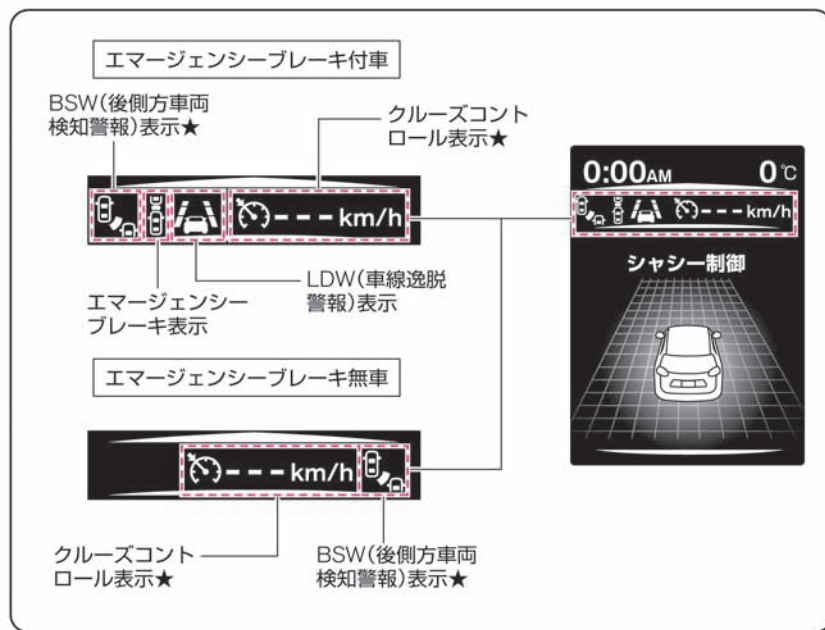 エマージェンシーブレーキ付車
BSW(後側方車両
検知警報)表示★
クルーズコント
ロール表示★
--- km/h
エマージェンシー
ブレーキ表示
LDW(車線逸脱
警報)表示
0:00AM 0℃
--- km/h
シャシー制御
エマージェンシーブレーキ無車
--- km/h
クルーズコント
ロール表示★
BSW(後側方車両
検知警報)表示★